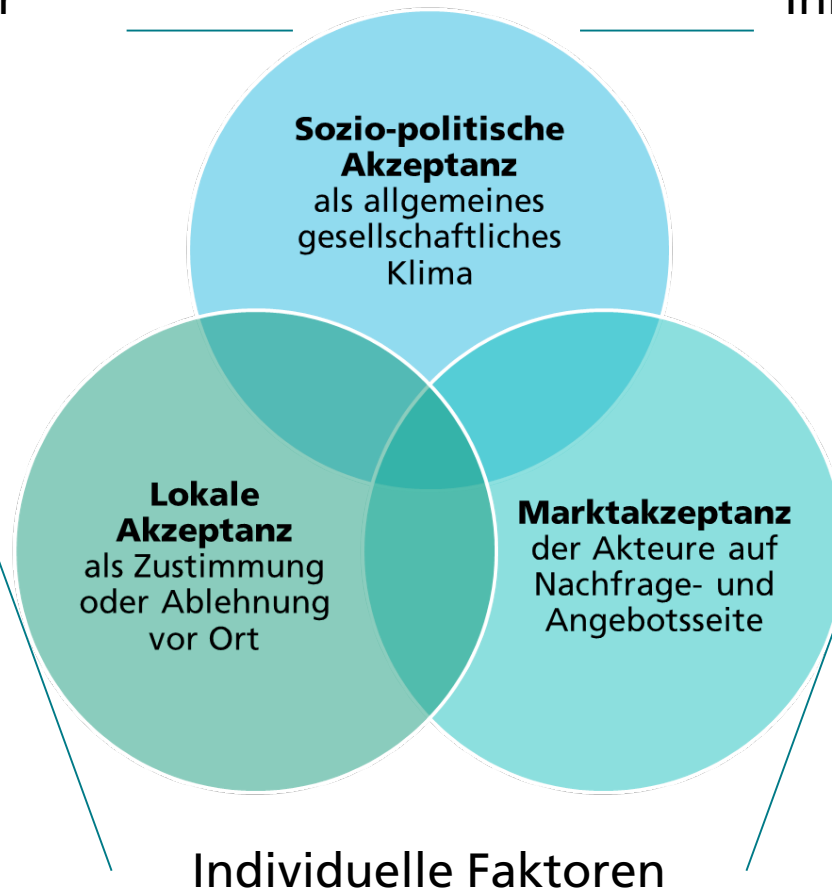 Sozio-politische
Akzeptanz
als allgemeines
gesellschaftliches
Klima
Lokale
Akzeptanz
als Zustimmung
oder Ablehnung
vor Ort
Marktakzeptanz
der Akteure auf
Nachfrage- und
Angebotsseite
Individuelle Faktoren